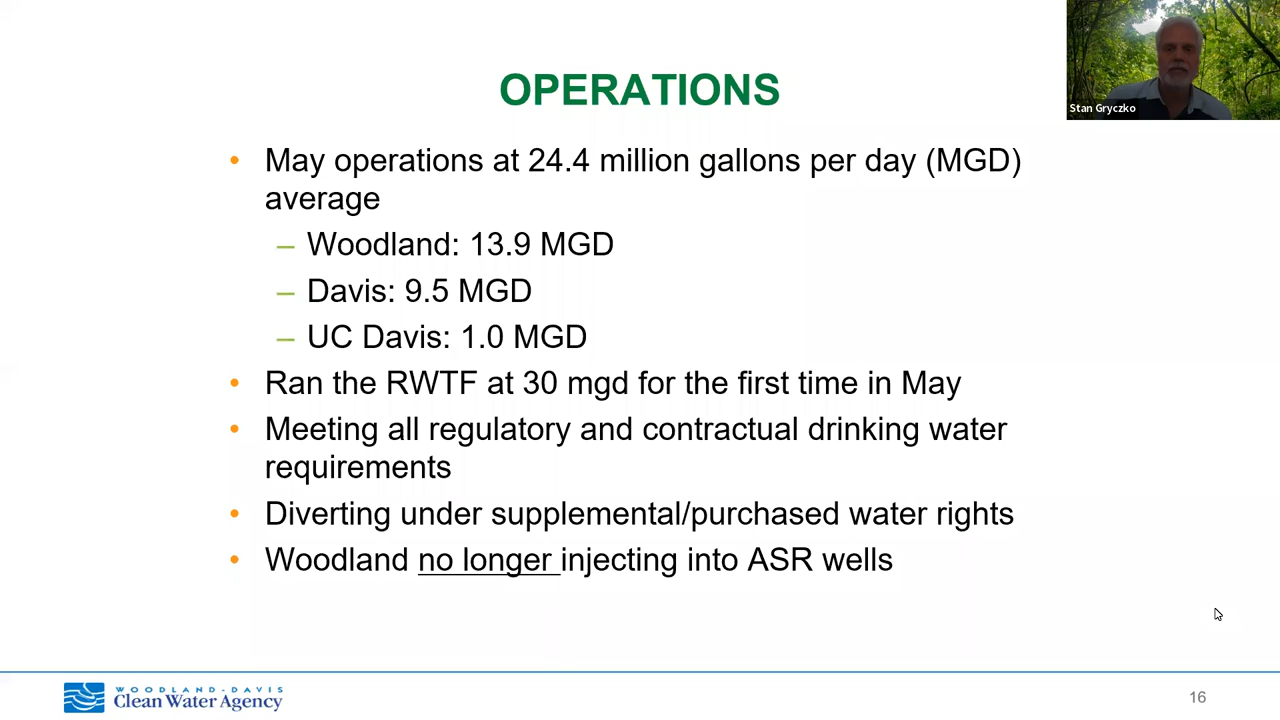 Stan Gryczko
OPERATIONS
• May operations at 24.4 million gallons per day (MGD)
average
– Woodland: 13.9 MGD
– Davis: 9.5 MGD
– UC Davis: 1.0 MGD
• Ran the RWTF at 30 mgd for the first time in May
• Meeting all regulatory and contractual drinking water
requirements
• Diverting under supplemental/purchased water rights
• Woodland no longer injecting into ASR wells
WOODLAND-DAVIS
Clean Water Agency
16